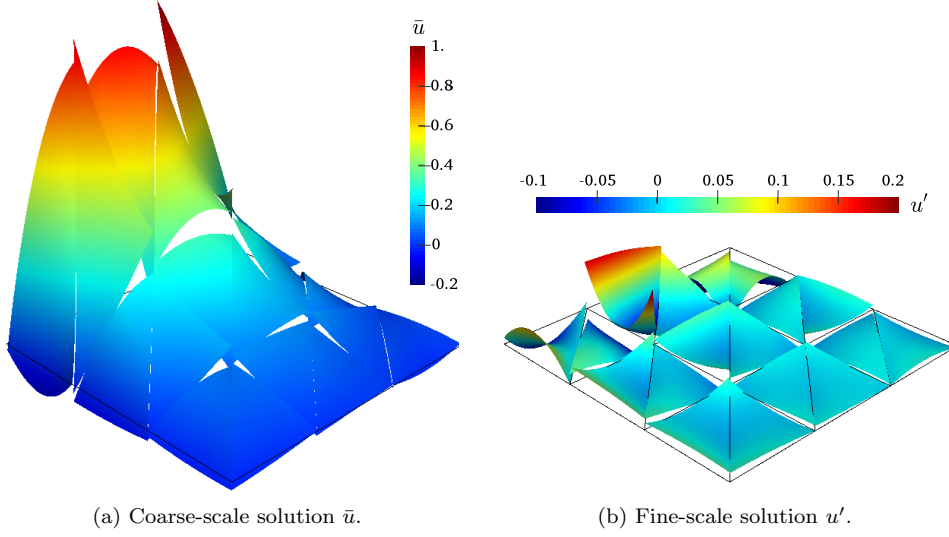 ū
1.
0.8
0.6
0.4
0.2
0
-0.2
-0.1 -0.05 0 0.05 0.1 0.15 0.2
u′
(a) Coarse-scale solution ū.
(b) Fine-scale solution u′.